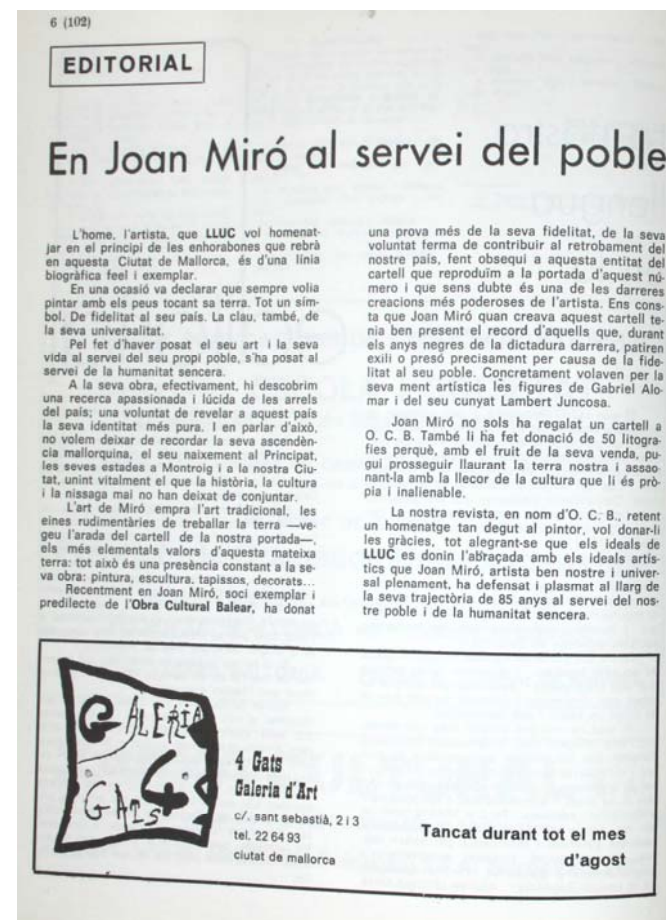 6 (102)
EDITORIAL
En Joan Miró al servei del poble
L'home, l'artista, que LLUC vol homenat-
jar en el principi de les enhorabones que rebrà
en aquesta Ciutat de Mallorca, és d'una línia
biogràfica feel i exemplar.
En una ocasió va declarar que sempre volia
pintar amb els peus tocant sa terra. Tot un sím-
bol. De fidelitat al seu país. La clau, també, de
la seva universalitat.
Pel fet d'haver posat el seu art i la seva
vida al servei del seu propi poble, s'ha posat al
servei de la humanitat sencera.
A la seva obra, efectivament, hi descobrim
una recerca apassionada i lúcida de les arrels
del país; una voluntat de revelar a aquest país
la seva identitat més pura. I en parlar d'això,
no volem deixar de recordar la seva ascendèn-
cia mallorquina, el seu naixement al Principat,
les seves estades a Montroig i a la nostra Ciu-
tat, unint vitalment el que la història, la cultura
i la nissaga mai no han deixat de conjuntar.
L'art de Miró empra l'art tradicional, les
eines rudimentàries de treballar la terra —ve-
geu l'arada del cartell de la nostra portada—,
els més elementals valors d'aquesta mateixa
terra: tot això és una presència constant a la se-
va obra: pintura, escultura, tapissos, decorats...
Recentment en Joan Miró, soci exemplar i
predilecte de l'Obra Cultural Balear, ha donat
una prova més de la seva fidelitat, de la seva
voluntat ferma de contribuir al retrobament del
nostre país, fent obsequi a aquesta entitat del
cartell que reproduïm a la portada d'aquest nú-
mero i que sens dubte és una de les darreres
creacions més poderoses de l'artista. Ens cons-
ta que Joan Miró quan creava aquest cartell te-
nia ben present el record d'aquells que, durant
els anys negres de la dictadura darrera, patiren
exili o presó precisament per causa de la fide-
litat al seu poble. Concretament volaven per la
seva ment artística les figures de Gabriel Alo-
mar i del seu cunyat Lambert Juncosa.
Joan Miró no sols ha regalat un cartell a
O. C. B. També li ha fet donació de 50 litogra-
fies perquè, amb el fruit de la seva venda, pu-
gui prosseguir llaurant la terra nostra i assao-
nant-la amb la llecor de la cultura que li és prò-
pia i inalienable.
La nostra revista, en nom d'O. C. B., retent
un homenatge tan degut al pintor, vol donar-li
les gràcies, tot alegrant-se que els ideals de
LLUC es donin l'abraçada amb els ideals artís-
tics que Joan Miró, artista ben nostre i univer-
sal plenament, ha defensat i plasmat al llarg de
la seva trajectòria de 85 anys al servei del nos-
tre poble i de la humanitat sencera.
GALERIA
4
GATS
4 Gats
Galeria d'Art
c/. sant sebastià, 2 i 3
tel. 22 64 93
ciutat de mallorca
Tancat durant tot el mes
d'agost